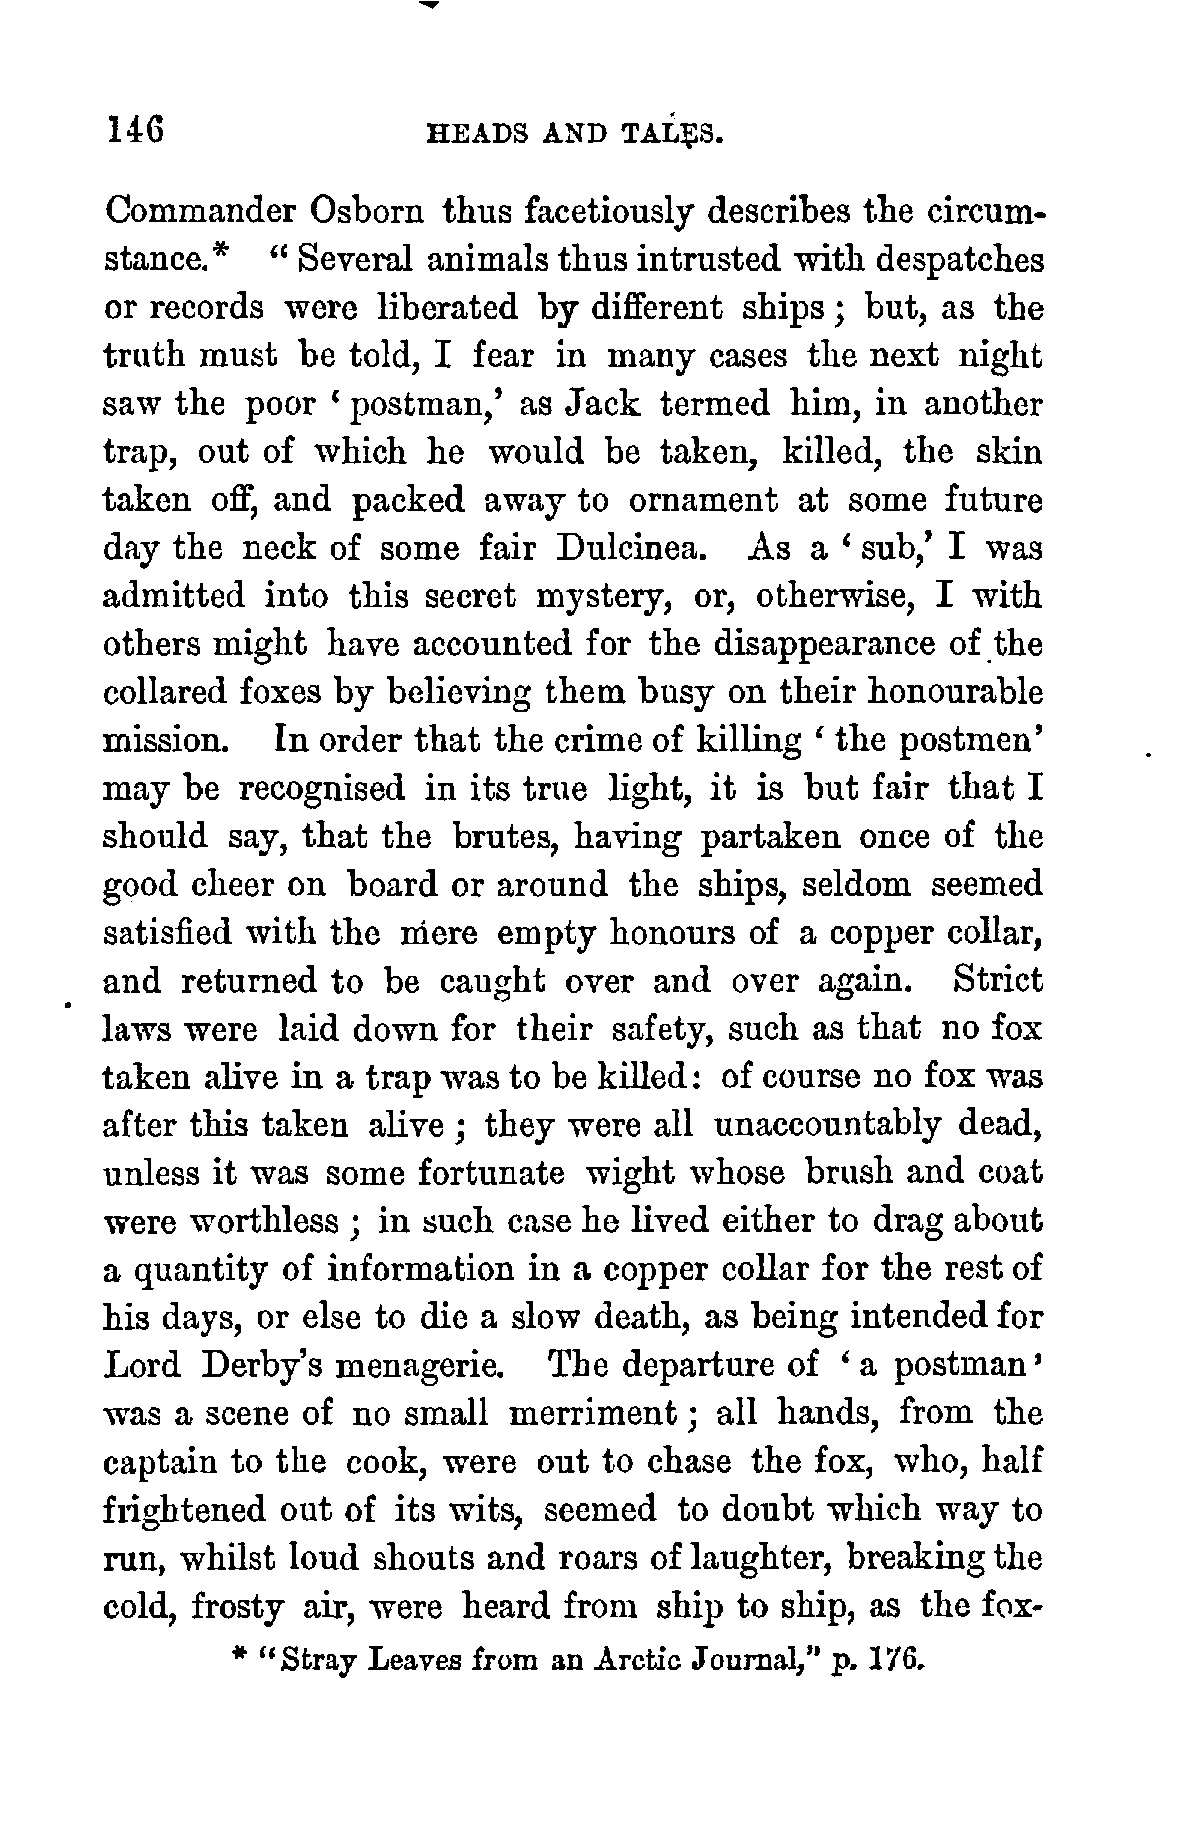 146 HEADS AND TALES.
Commander Osborn thus facetiously describes the circum-
stance.* “ Several animals thus intrusted with despatches
or records were liberated by different ships ; but, as the
truth must be told, I fear in many cases the next night
saw the poor ‘ postman,’ as Jack termed him, in another
trap, out of which he would be taken, killed, the skin
taken off, and packed away to ornament at some future
day the neck of some fair Dulcinea. As a ‘ sub,’ I was
admitted into this secret mystery, or, otherwise, I with
others might have accounted for the disappearance of the
collared foxes by believing them busy on their honourable
mission. In order that the crime of killing ‘ the postmen’
may be recognised in its true light, it is but fair that I
should say, that the brutes, having partaken once of the
good cheer on board or around the ships, seldom seemed
satisfied with the mere empty honours of a copper collar,
and returned to be caught over and over again. Strict
laws were laid down for their safety, such as that no fox
taken alive in a trap was to be killed: of course no fox was
after this taken alive ; they were all unaccountably dead,
unless it was some fortunate wight whose brush and coat
were worthless ; in such case he lived either to drag about
a quantity of information in a copper collar for the rest of
his days, or else to die a slow death, as being intended for
Lord Derby’s menagerie. The departure of ‘ a postman’
was a scene of no small merriment ; all hands, from the
captain to the cook, were out to chase the fox, who, half
frightened out of its wits, seemed to doubt which way to
run, whilst loud shouts and roars of laughter, breaking the
cold, frosty air, were heard from ship to ship, as the fox-
* “Stray Leaves from an Arctic Journal,” p. 176.